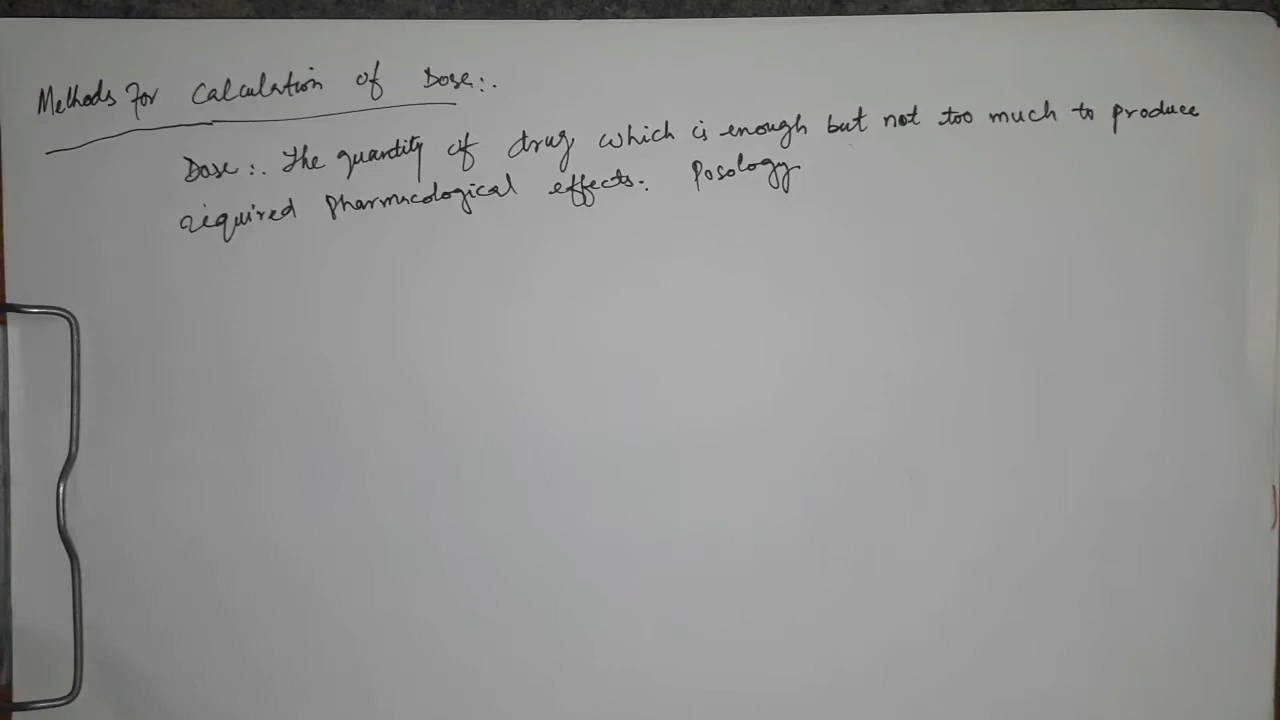 Methods For Calculation of Dose:.
Dose:. The quantity of drug which is enough but not too much to produce
required Pharmacological effects. Posology